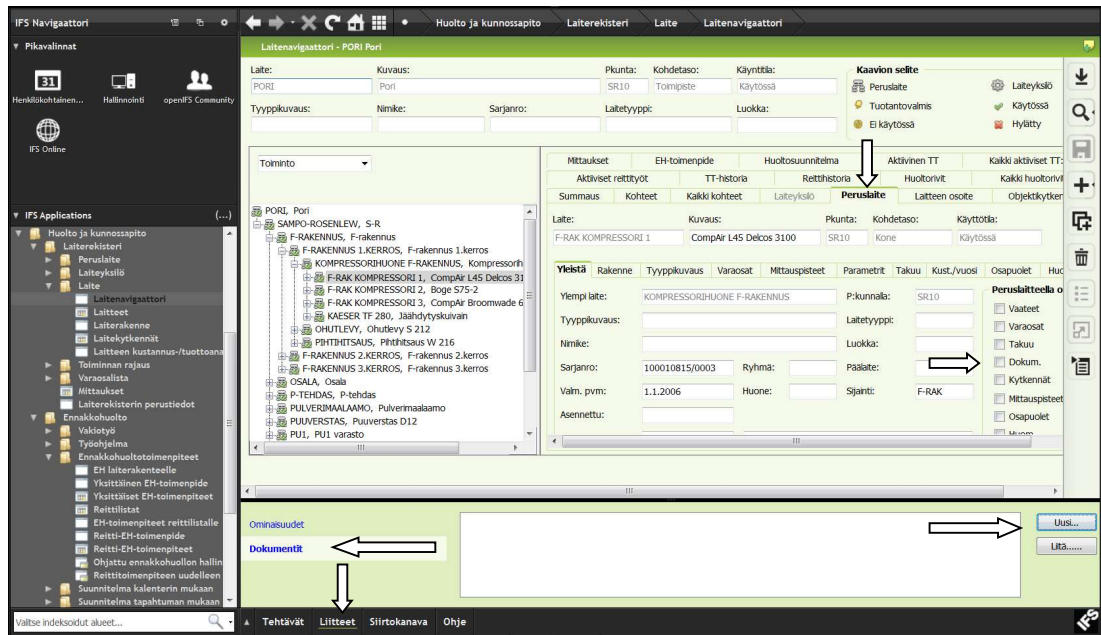 IFS Navigaattori
Huolto ja kunnossapito
Laiterekisteri
Laite
Laitenavigaattori
Pikavalinnat
31
Henkilökohtainen...
Hallinnointi
openIFS Community
IFS Online
IFS Applications
(...)
Huolto ja kunnossapito
Laiterekisteri
Peruslaite
Laiteyksilö
Laite
Laitenavigaattori
Laitteet
Laiterakenne
Laitekytkennät
Laitteen kustannus-/tuottoana
Toiminnan rajaus
Varaosalista
Mittaukset
Laiterekisterin perustiedot
Ennakkohuolto
Vakiotyö
Työohjelma
Ennakkohuoltotoimenpiteet
EH laiterakenteelle
Yksittäinen EH-toimenpide
Yksittäiset EH-toimenpiteet
Reittilistat
EH-toimenpiteet reittilistalle
Reitti-EH-toimenpide
Reitti-EH-toimenpiteet
Ohjattu ennakkohuollon hallin
Reittitoimenpiteen uudelleen
Suunnitelma kalenterin mukaan
Suunnitelma tapahtuman mukaan
Valitse indeksoidut alueet...
Laitenavigaattori - PORI Pori
Laite: Kuvaus: Pkunta: Kohdetaso: Käyntitila:
PORI Pori SR10 Toimipiste Käytössä
Tyyppikuvaus: Nimike: Sarjanro: Laitetyyppi: Luokka:
Kaavion selite
Peruslaite Laiteyksilö
Tuotantovalmis Käytössä
Ei käytössä Hylätty
Toiminto
PORI, Pori
SAMPO-ROSENLEW, S-R
F-RAKENNUS, F-rakennus
F-RAKENNUS 1.KERROS, F-rakennus 1.kerros
KOMPRESSORIHUONE F-RAKENNUS, Kompressorih
F-RAK KOMPRESSORI 1, CompAir L45 Delcos 31
F-RAK KOMPRESSORI 2, Boge S75-2
F-RAK KOMPRESSORI 3, CompAir Broomwade 6
KAESER TF 280, Jäähdytyskuivain
OHUTLEVY, Ohutlevy S 212
PIHTIHITSAUS, Pihtihitsaus W 216
F-RAKENNUS 2.KERROS, F-rakennus 2.kerros
F-RAKENNUS 3.KERROS, F-rakennus 3.kerros
OSALA, Osala
P-TEHDAS, P-tehdas
PULVERIMAALAAMO, Pulverimaalaamo
PUUVERSTAS, Puuverstas D12
PU1, PU1 varasto
Mittaukset EH-toimenpide Huoltosuunnitelma Aktiivinen TT Kaikki aktiiviset TT:
Aktiiviset reittityöt TT-historia Reittihistoria Huoltorivit Kaikki huoltorivi
Summaus Kohteet Kaikki kohteet Laiteyksilö Peruslaite Laitteen osoite Objektikytken
Laite: Kuvaus: Pkunta: Kohdetaso: Käyttötila:
F-RAK KOMPRESSORI 1 CompAir L45 Delcos 3100 SR10 Kone Käytössä
Yleistä Rakenne Tyyppikuvaus Varaosat Mittauspisteet Parametrit Takuu Kust./vuosi Osapuolet Huo
Ylempi laite: KOMPRESSORIHUONE F-RAKENNUS P:kunnala: SR10
Tyyppikuvaus: Laitetyyppi:
Nimike: Luokka:
Sarjanro: 100010815/0003 Ryhmä: Päälaite:
Valm. pvm: 1.1.2006 Huone: Sijainti: F-RAK
Asennettu:
Peruslaitteella o
Vaateet
Varaosat
Takuu
Dokum.
Kytkennät
Mittauspisteet
Osapuolet
Huom
Ominaisuudet
Dokumentit
Uusi...
Liitä......
Tehtävät Liitteet Siirtokanava Ohje
IFS